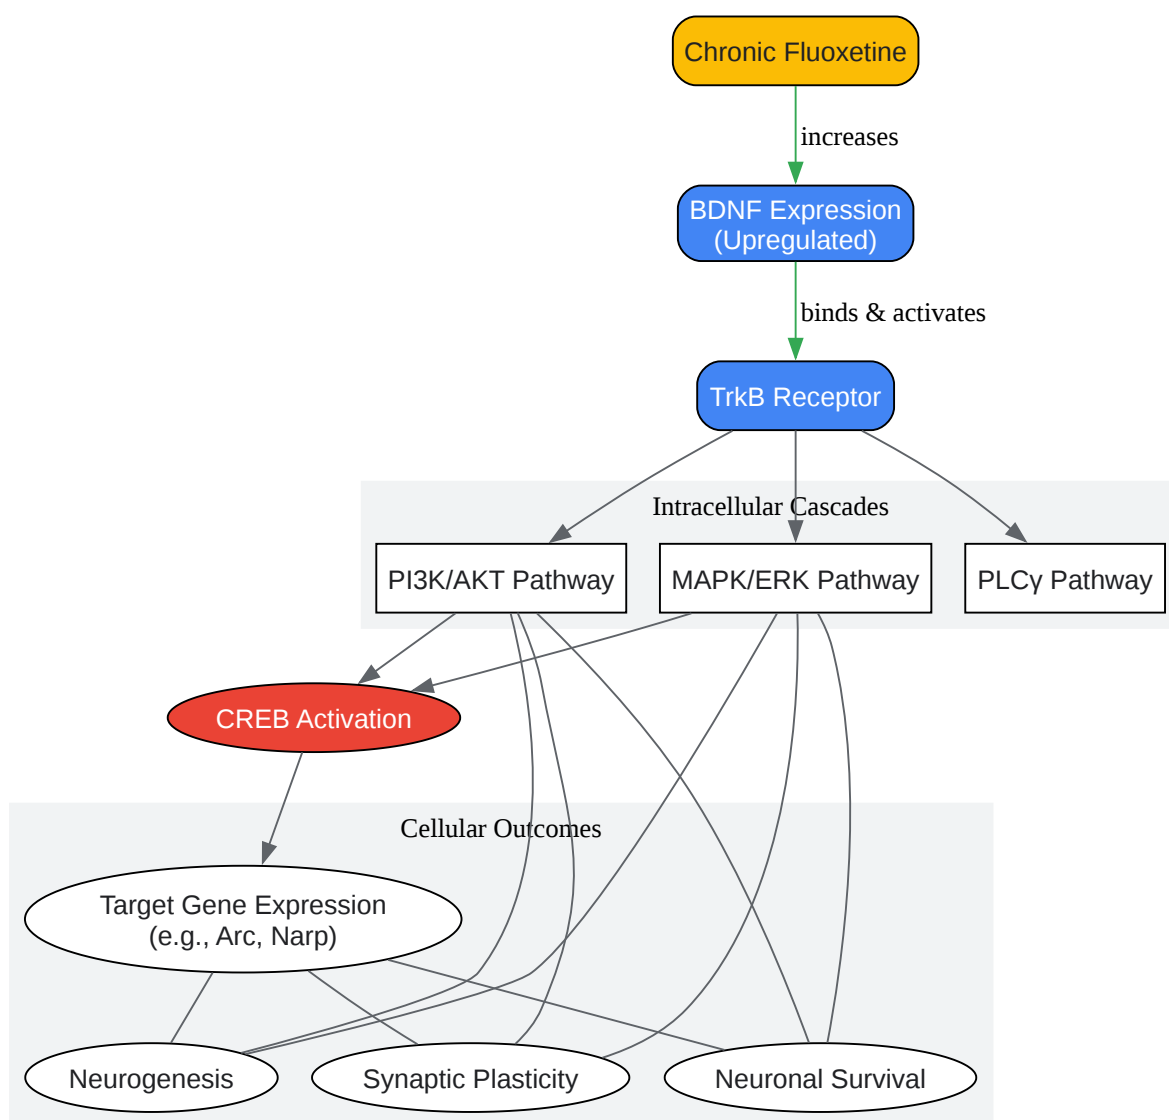 Chronic Fluoxetine
increases
BDNF Expression
(Upregulated)
binds & activates
TrkB Receptor
Intracellular Cascades
PI3K/AKT Pathway
MAPK/ERK Pathway
PLCγ Pathway
CREB Activation
Cellular Outcomes
Target Gene Expression
(e.g., Arc, Narp)
Neurogenesis
Synaptic Plasticity
Neuronal Survival